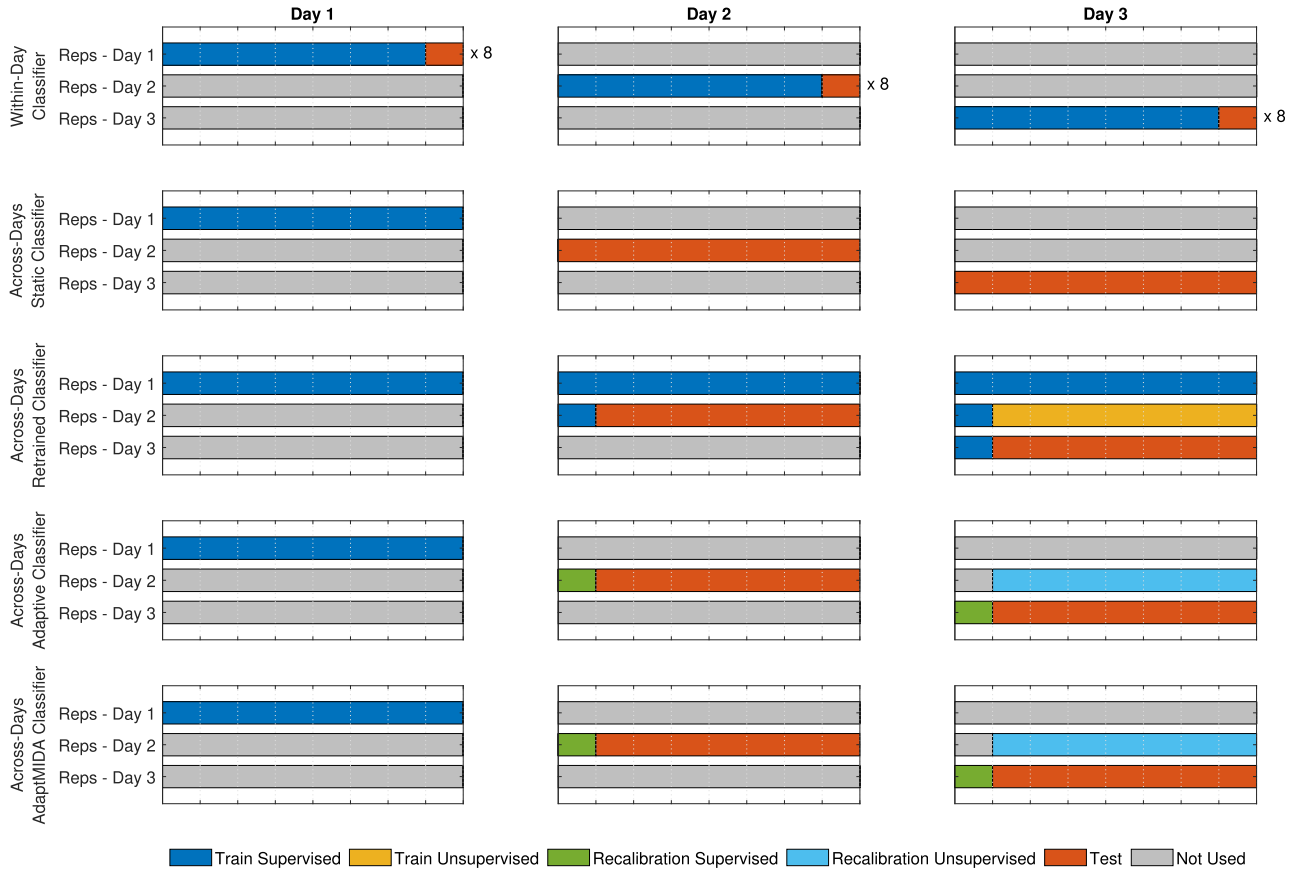 Day 1 Day 2 Day 3
Within-Day
Classifier
Reps - Day 1 x 8
Reps - Day 2 x 8
Reps - Day 3 x 8
Across-Days
Static Classifier
Reps - Day 1
Reps - Day 2
Reps - Day 3
Across-Days
Retrained Classifier
Reps - Day 1
Reps - Day 2
Reps - Day 3
Across-Days
Adaptive Classifier
Reps - Day 1
Reps - Day 2
Reps - Day 3
Across-Days
AdaptMIDA Classifier
Reps - Day 1
Reps - Day 2
Reps - Day 3
Train Supervised Train Unsupervised Recalibration Supervised Recalibration Unsupervised Test Not Used